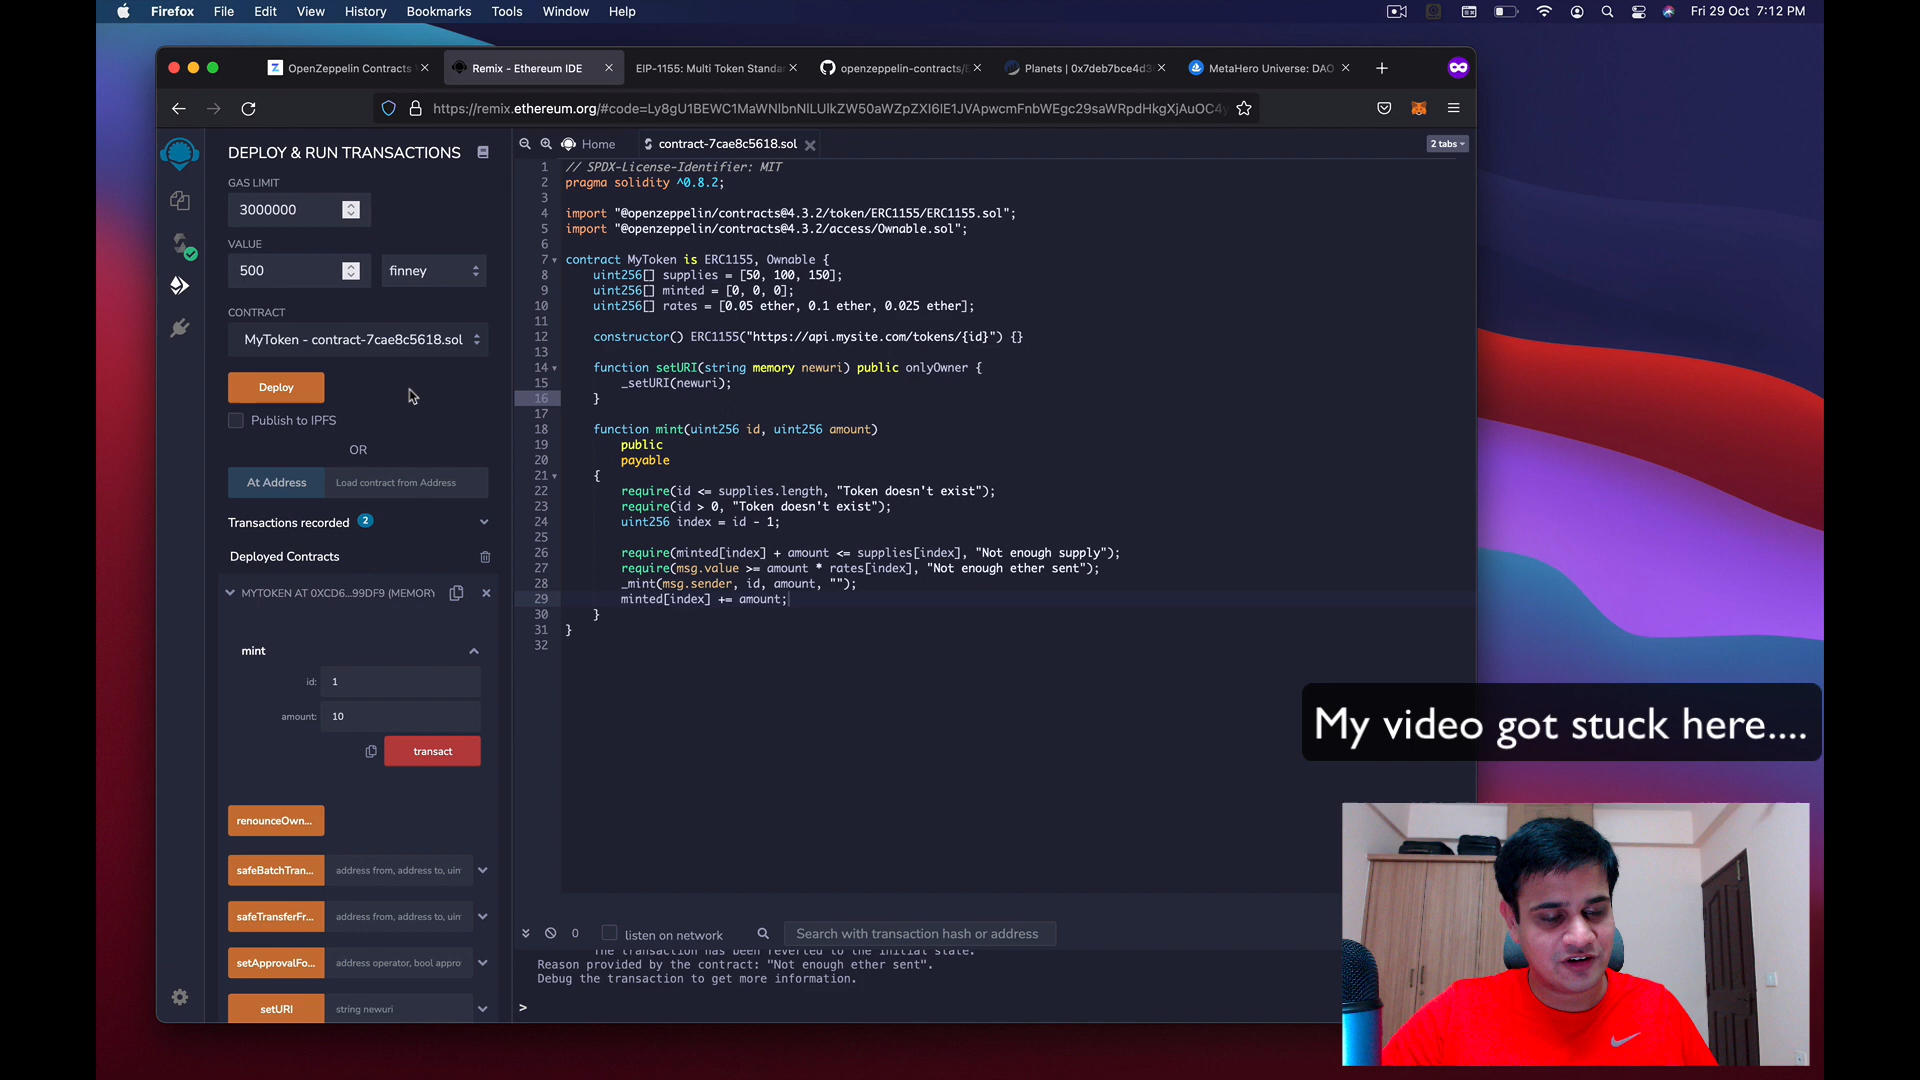 Firefox File Edit View History Bookmarks Tools Window Help
Fri 29 Oct 7:12 PM
OpenZeppelin Contracts
Remix - Ethereum IDE
EIP-1155: Multi Token Standa
openzeppelin-contracts/E
Planets | 0x7deb7bce4d3
MetaHero Universe: DAO
https://remix.ethereum.org/#code=Ly8gU1BEWC1MaWNlbnNlLUlkZW50aWZpZXI6IE1JVApwcmFnbWEgc29saWRpdHkgXjAuOC4y
DEPLOY & RUN TRANSACTIONS
GAS LIMIT
3000000
VALUE
500
finney
CONTRACT
MyToken - contract-7cae8c5618.sol
Deploy
Publish to IPFS
OR
At Address
Load contract from Address
Transactions recorded 2
Deployed Contracts
MYTOKEN AT 0XCD6...99DF9 (MEMORY
mint
id: 1
amount: 10
transact
renounceOwn...
safeBatchTran...
address from, address to, uin
safeTransferFr...
address from, address to, uin
setApprovalFo...
address operator, bool appro
setURI
string newuri
Home
contract-7cae8c5618.sol
2 tabs
1 // SPDX-License-Identifier: MIT
2 pragma solidity ^0.8.2;
3
4 import "@openzeppelin/contracts@4.3.2/token/ERC1155/ERC1155.sol";
5 import "@openzeppelin/contracts@4.3.2/access/Ownable.sol";
6
7 contract MyToken is ERC1155, Ownable {
8 uint256[] supplies = [50, 100, 150];
9 uint256[] minted = [0, 0, 0];
10 uint256[] rates = [0.05 ether, 0.1 ether, 0.025 ether];
11
12 constructor() ERC1155("https://api.mysite.com/tokens/{id}") {}
13
14 function setURI(string memory newuri) public onlyOwner {
15 _setURI(newuri);
16 }
17
18 function mint(uint256 id, uint256 amount)
19 public
20 payable
21 {
22 require(id <= supplies.length, "Token doesn't exist");
23 require(id > 0, "Token doesn't exist");
24 uint256 index = id - 1;
25
26 require(minted[index] + amount <= supplies[index], "Not enough supply");
27 require(msg.value >= amount * rates[index], "Not enough ether sent");
28 _mint(msg.sender, id, amount, "");
29 minted[index] += amount;
30 }
31 }
32
0
listen on network
Search with transaction hash or address
The transaction has been reverted to the initial state.
Reason provided by the contract: "Not enough ether sent".
Debug the transaction to get more information.
>
My video got stuck here....